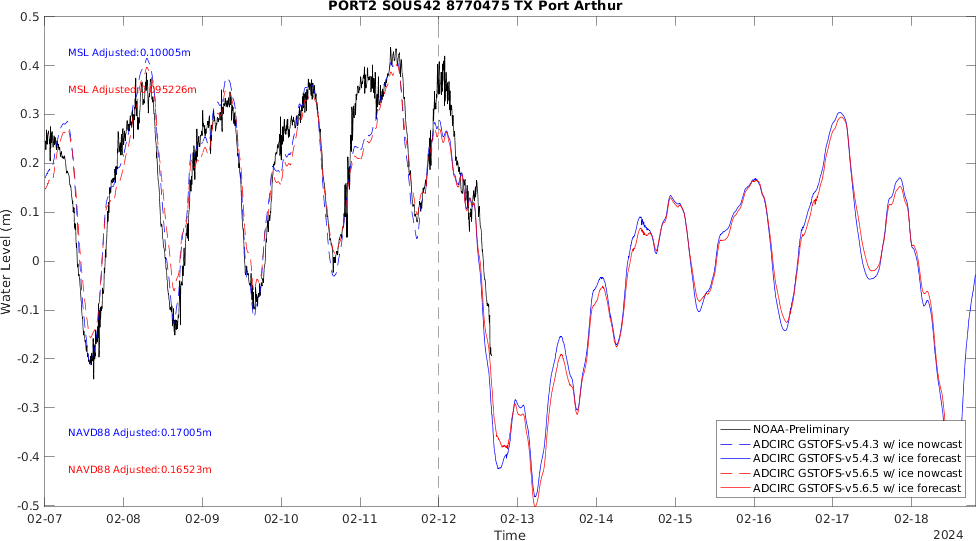 PORT2 SOUS42 8770475 TX Port Arthur
0.5
0.4
0.3
0.2
0.1
0
-0.1
-0.2
-0.3
-0.4
-0.5
Water Level (m)
MSL Adjusted:0.10005m
MSL Adjusted:0.095226m
NAVD88 Adjusted:0.17005m
NAVD88 Adjusted:0.16523m
NOAA-Preliminary
ADCIRC GSTOFS-v5.4.3 w/ ice nowcast
ADCIRC GSTOFS-v5.4.3 w/ ice forecast
ADCIRC GSTOFS-v5.6.5 w/ ice nowcast
ADCIRC GSTOFS-v5.6.5 w/ ice forecast
02-07 02-08 02-09 02-10 02-11 02-12 02-13 02-14 02-15 02-16 02-17 02-18
Time
2024